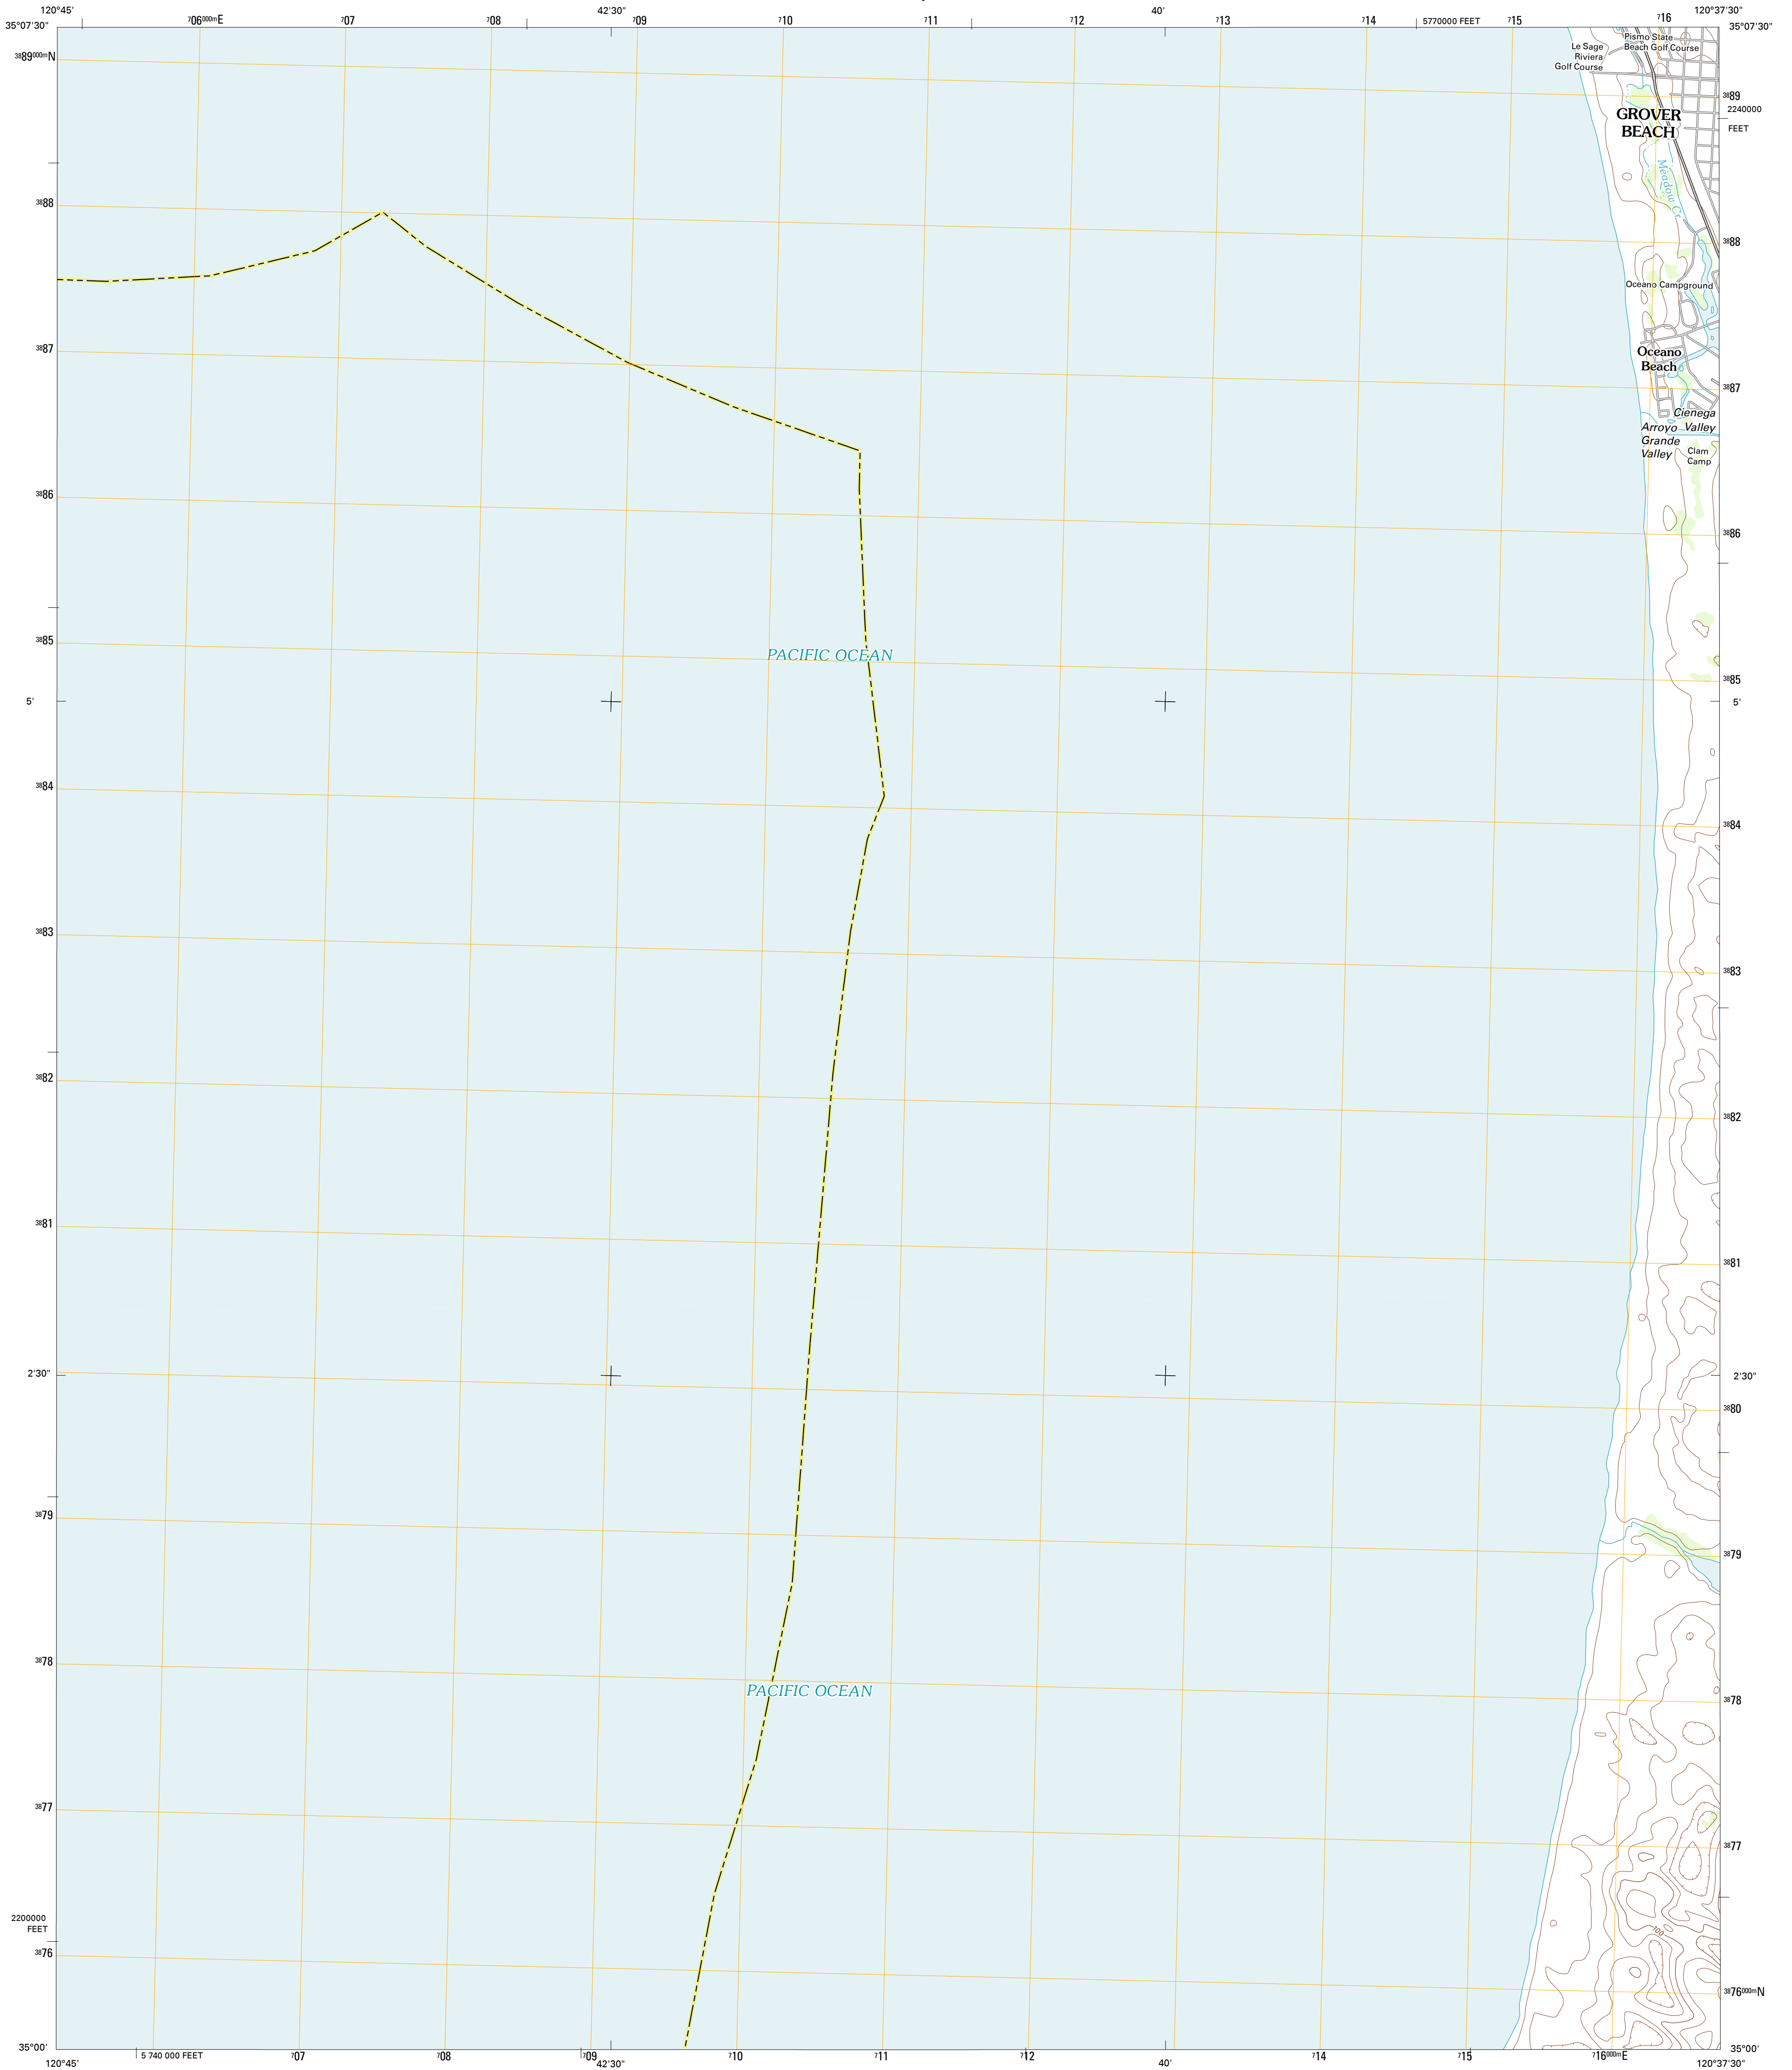 120°45' 42'30" 40' 120°37'30"
35°07'30" 706000mE 707 708 709 710 711 712 713 714 5770000 FEET 715 716 35°07'30"
3889000mN
Le Sage
Riviera
Golf Course
Pismo State
Beach Golf Course
3889
2240000
FEET
GROVER
BEACH
Meadow Cr
3888
3888
Oceano Campground
3887
Oceano
Beach
3887
Cienega
Valley
Arroyo
Grande
Valley
Clam
Camp
3886
3886
3885
PACIFIC OCEAN
3885
5'
5'
3884
3884
3883
3883
3882
3882
3881
3881
2'30"
2'30"
3880
3879
3879
3878
PACIFIC OCEAN
3878
3877
3877
2200000
FEET
100
3876
3876000mN
35°00' 5 740 000 FEET 707 708 709 710 711 712 714 715 716000mE 35°00'
120°45' 42'30" 40' 120°37'30"